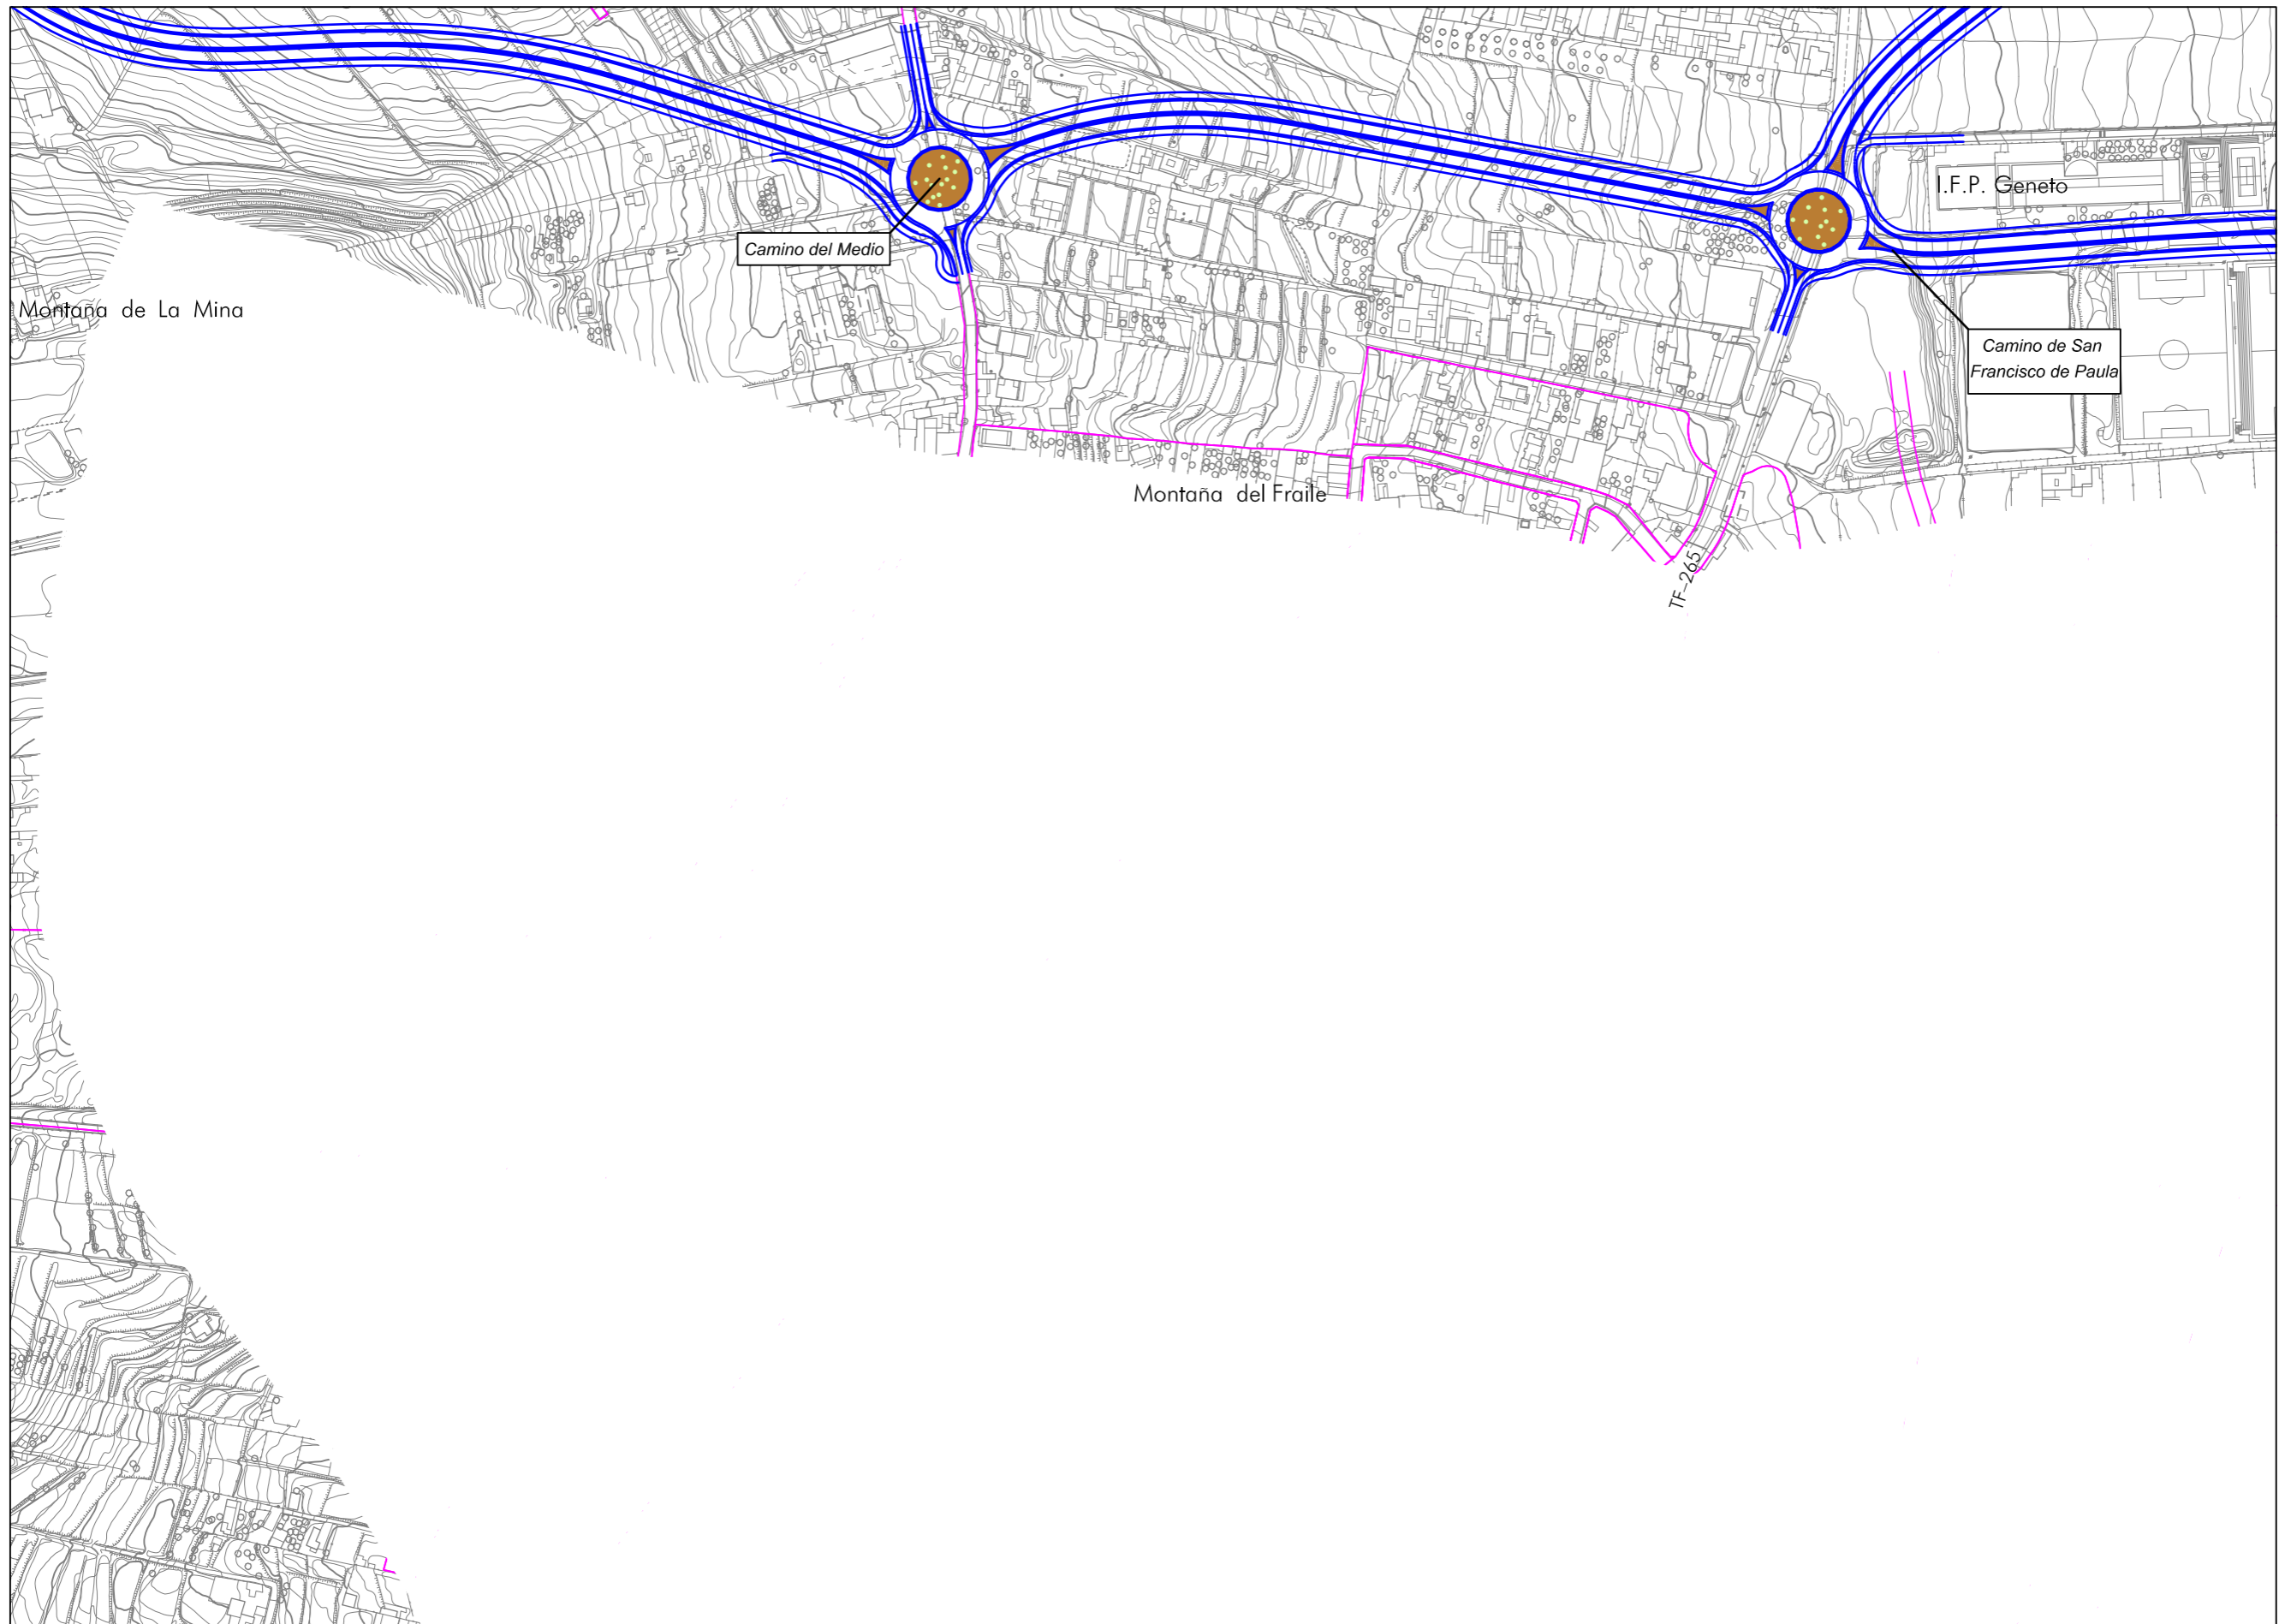 I.F.P. Geneto
Camino del Medio
Montaña de La Mina
Camino de San
Francisco de Paula
Montaña del Fraile
TF-265